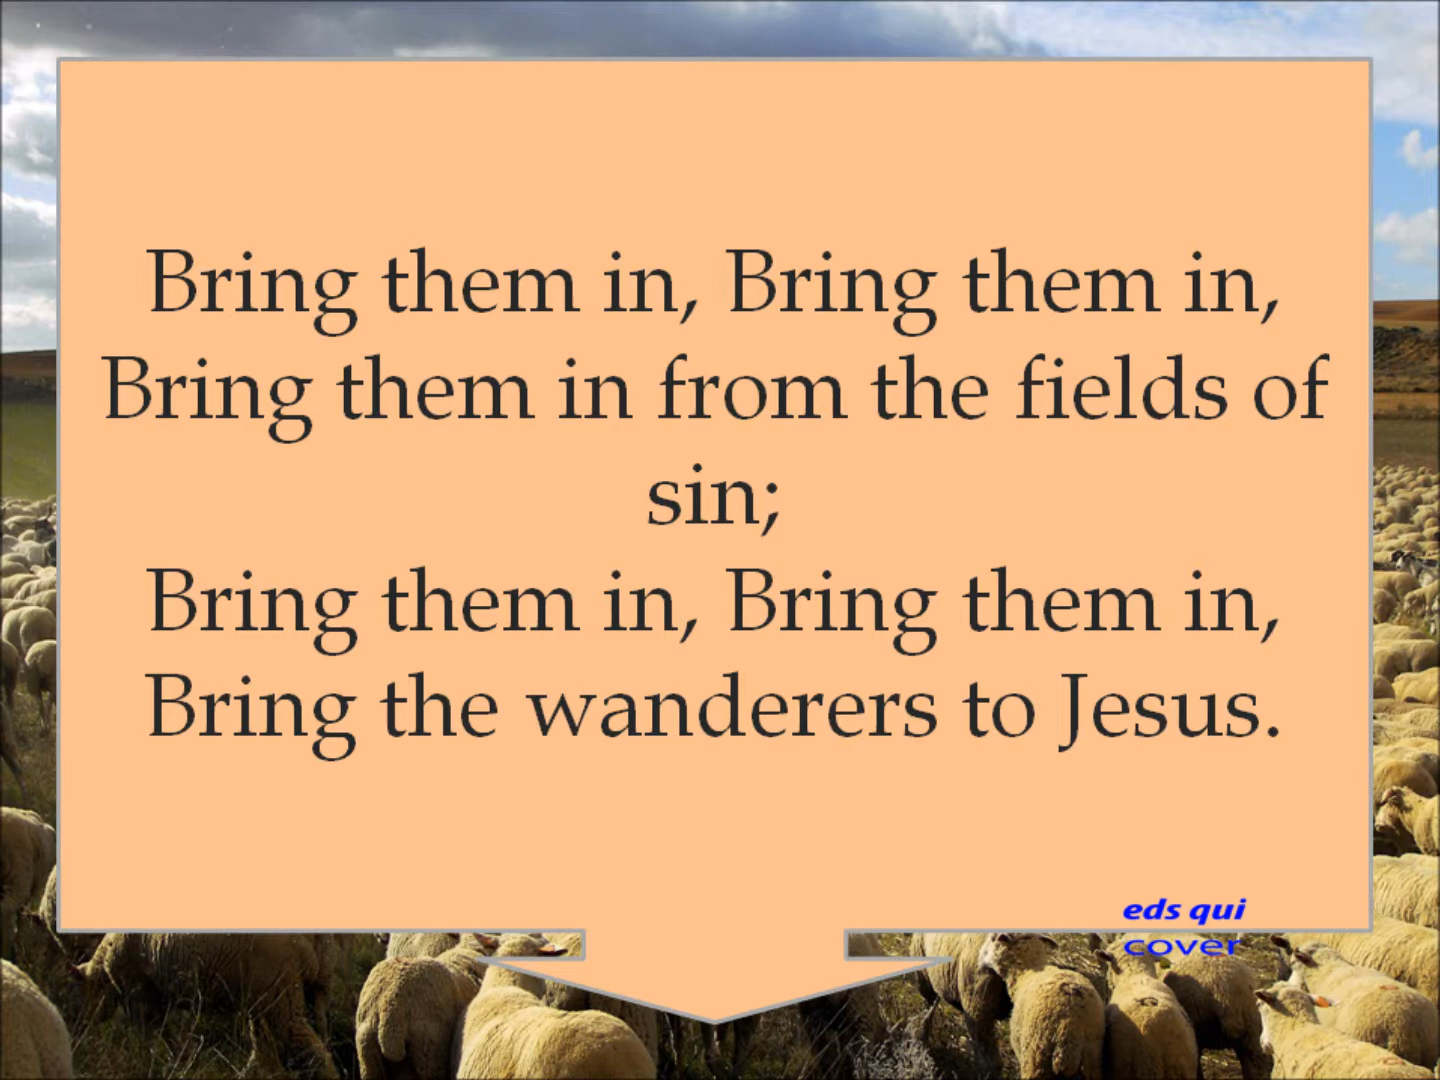 Bring them in, Bring them in,
Bring them in from the fields of
sin;
Bring them in, Bring them in,
Bring the wanderers to Jesus.
eds qui
cover